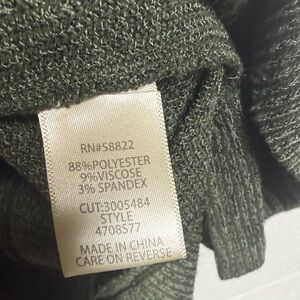 RN#58822
88%POLYESTER
9%VISCOSE
3% SPANDEX
CUT:3005484
STYLE
4708S77
MADE IN CHINA
CARE ON REVERSE